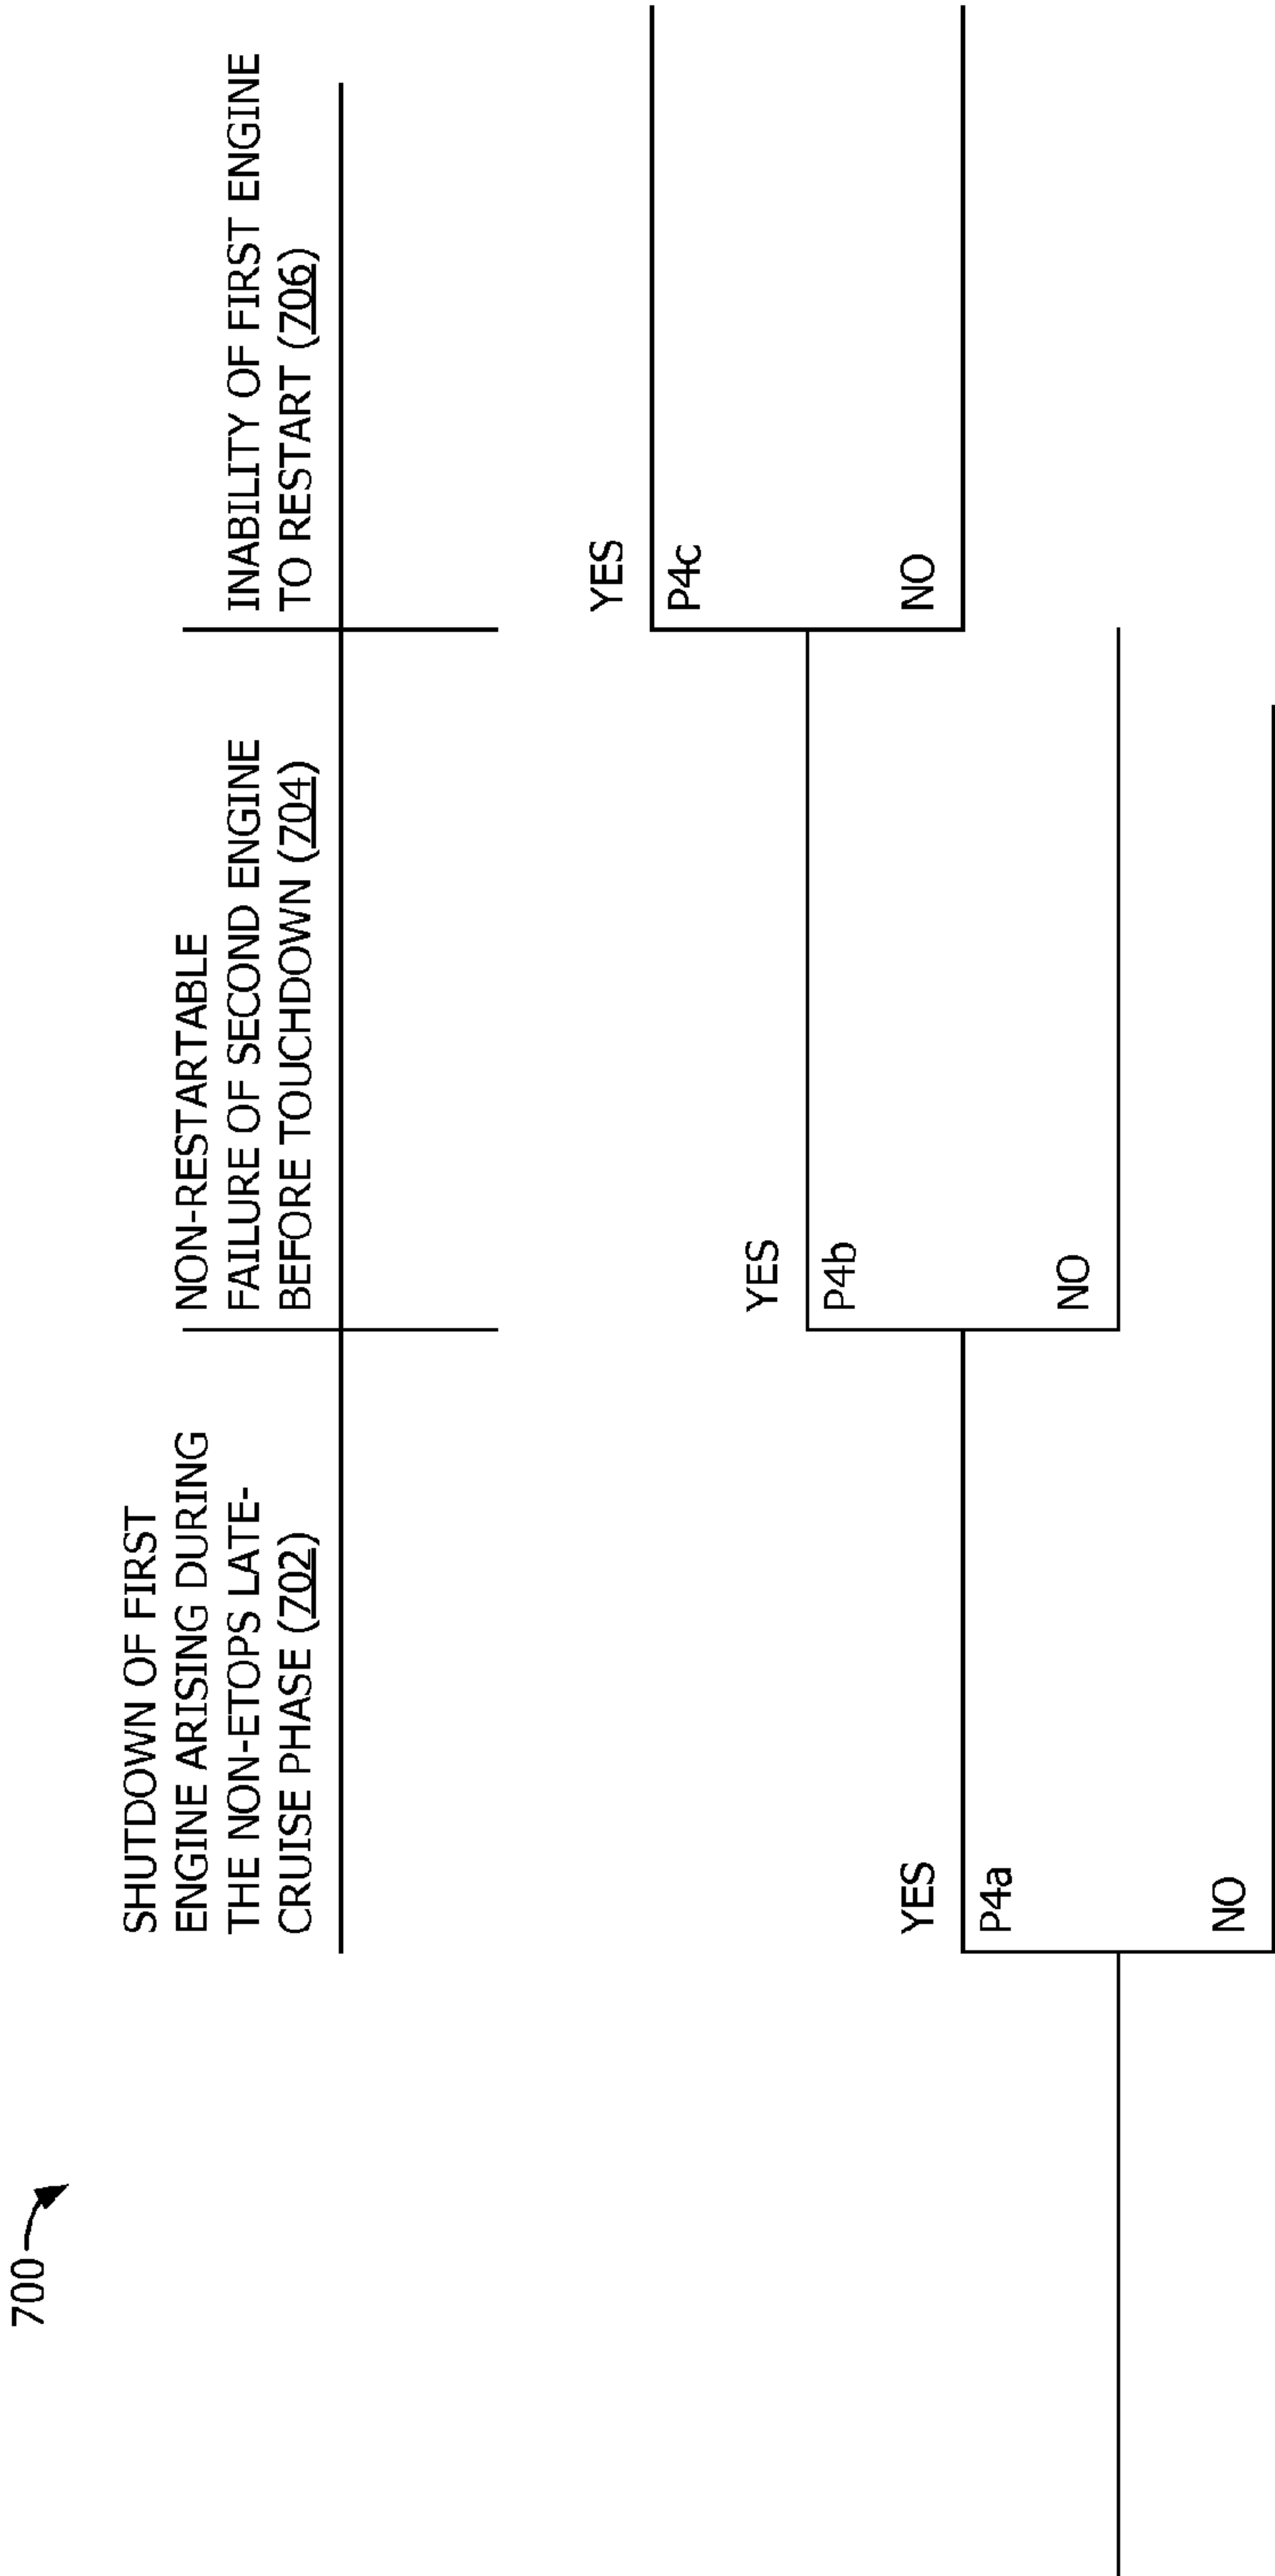 700
SHUTDOWN OF FIRST
ENGINE ARISING DURING
THE NON-ETOPS LATE-
CRUISE PHASE (702)
NON-RESTARTABLE
FAILURE OF SECOND ENGINE
BEFORE TOUCHDOWN (704)
INABILITY OF FIRST ENGINE
TO RESTART (706)
YES
P4a
NO
YES
P4b
NO
YES
P4c
NO